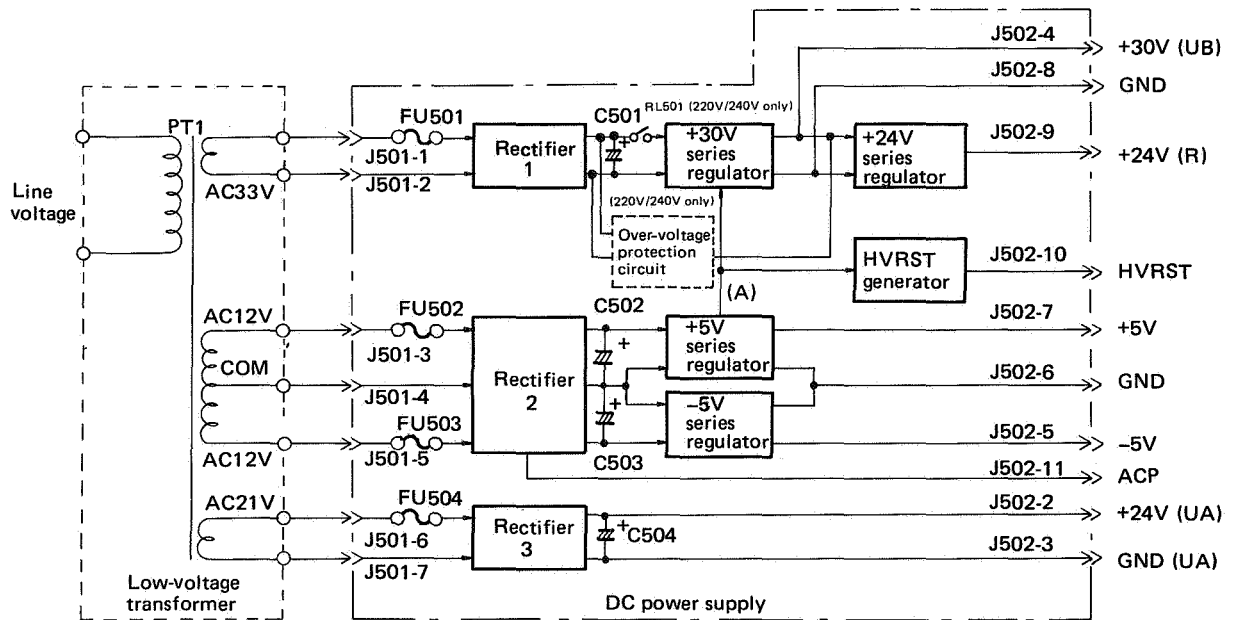 J502-4
+30V (UB)
J502-8
GND
FU501
C501
RL501 (220V/240V only)
PT1
J501-1
Rectifier
1
+
+30V
series
regulator
+24V
series
regulator
J502-9
+24V (R)
J501-2
AC33V
Line
voltage
(220V/240V only)
Over-voltage
protection
circuit
HVRST
generator
J502-10
HVRST
(A)
AC12V
FU502
C502
J502-7
+5V
J501-3
+
+5V
series
regulator
COM
J501-4
Rectifier
2
J502-6
GND
+
−5V
series
regulator
FU503
J501-5
AC12V
C503
J502-5
−5V
J502-11
ACP
AC21V
FU504
J502-2
+24V (UA)
J501-6
Rectifier
3
+
C504
J502-3
GND (UA)
J501-7
Low-voltage
transformer
DC power supply